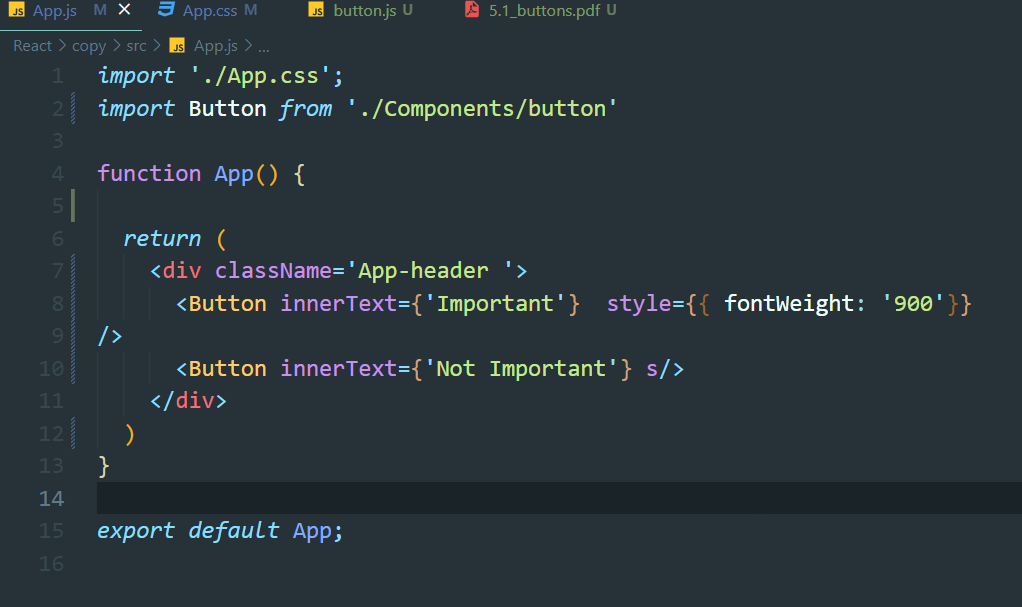 JS App.js M ✕ App.css M JS button.js U 5.1_buttons.pdf U
React > copy > src > JS App.js > ...
1 import './App.css';
2 import Button from './Components/button'
3
4 function App() {
5
6 return (
7 <div className='App-header '>
8 <Button innerText={'Important'}  style={{ fontWeight: '900'}}
9 />
10 <Button innerText={'Not Important'} s/>
11 </div>
12 )
13 }
14
15 export default App;
16